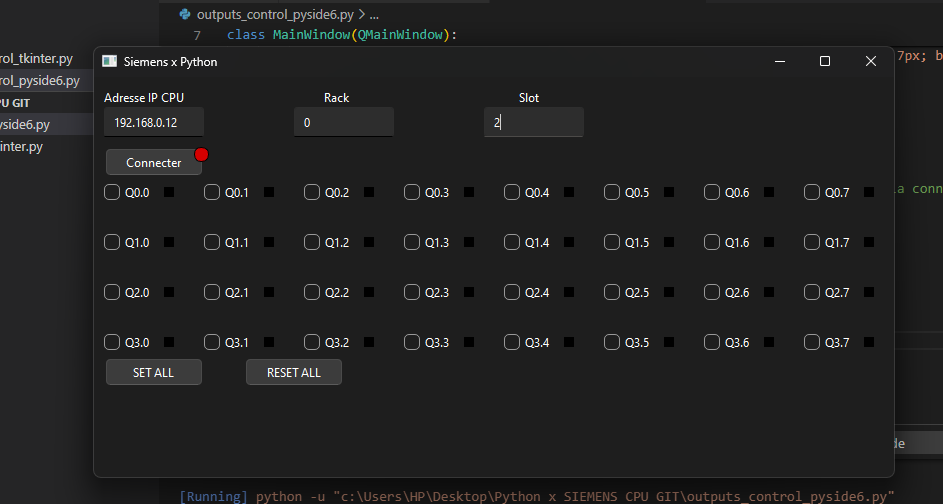 outputs_control_pyside6.py > ...
7 class MainWindow(QMainWindow):
rol_tkinter.py
rol_pyside6.py
PU GIT
yside6.py
inter.py
7px; b
Siemens x Python
Adresse IP CPU Rack Slot
192.168.0.12 0 2
Connecter
a conn
Q0.0 Q0.1 Q0.2 Q0.3 Q0.4 Q0.5 Q0.6 Q0.7
Q1.0 Q1.1 Q1.2 Q1.3 Q1.4 Q1.5 Q1.6 Q1.7
Q2.0 Q2.1 Q2.2 Q2.3 Q2.4 Q2.5 Q2.6 Q2.7
Q3.0 Q3.1 Q3.2 Q3.3 Q3.4 Q3.5 Q3.6 Q3.7
SET ALL RESET ALL
de
[Running] python -u "c:\Users\HP\Desktop\Python x SIEMENS CPU GIT\outputs_control_pyside6.py"